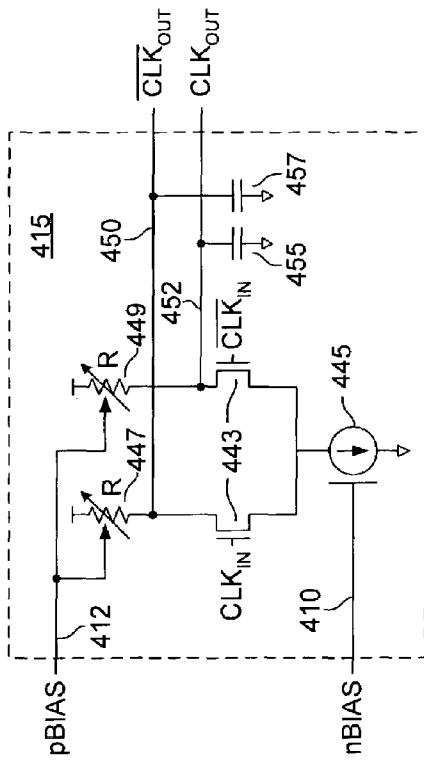 415
pBIAS
412
R
447
R
449
450
452
CLK_OUT
CLK_OUT
CLK_IN
443
CLK_IN
455
457
nBIAS
410
445